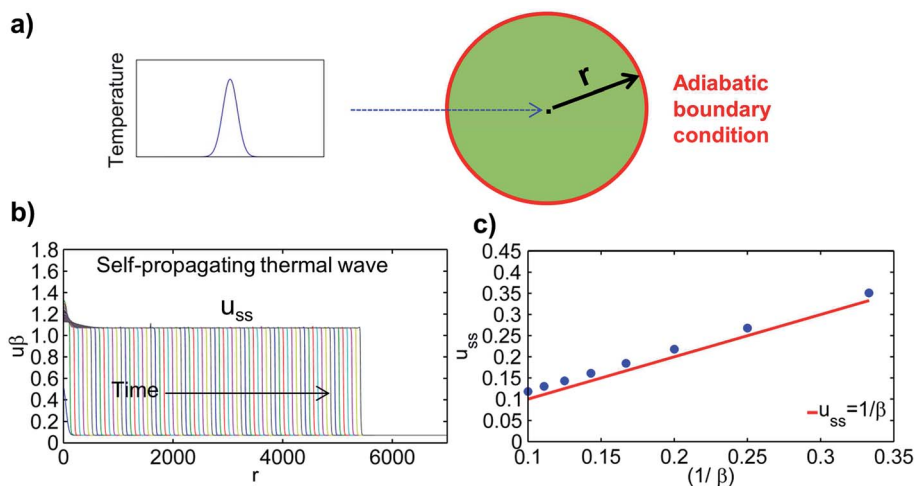 a)
Temperature
r
Adiabatic
boundary
condition
b)
Self-propagating thermal wave
u_ss
Time
uβ
1.8
1.6
1.4
1.2
1.0
0.8
0.6
0.4
0.2
0
0
2000
4000
6000
r
c)
u_ss
0.45
0.4
0.35
0.3
0.25
0.2
0.15
0.1
0.05
0
u_ss=1/β
0.1
0.15
0.2
0.25
0.3
0.35
(1/ β)